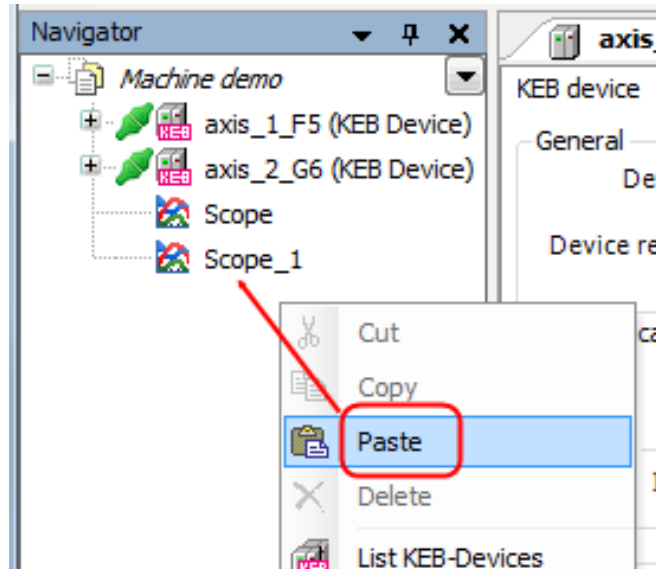 Navigator
axis_
Machine demo
KEB device
axis_1_F5 (KEB Device)
General
axis_2_G6 (KEB Device)
De
Scope
Device re
Scope_1
Cut
ca
Copy
Paste
Delete
List KEB-Devices
KEB
KEB
KEB